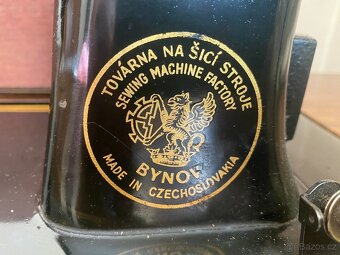 TOVÁRNA NA ŠICÍ STROJE
SEWING MACHINE FACTORY
BYNOV
MADE IN CZECHOSLOVAKIA